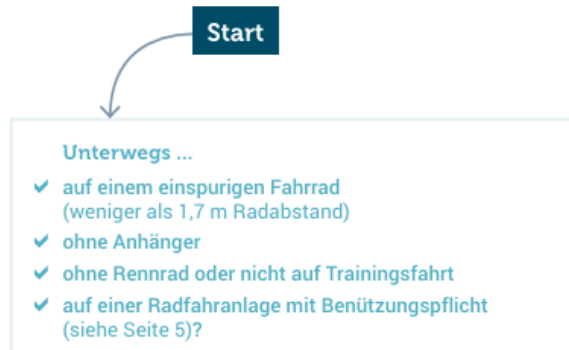 Start
Unterwegs ...
auf einem einspurigen Fahrrad
(weniger als 1,7 m Radabstand)
ohne Anhänger
ohne Rennrad oder nicht auf Trainingsfahrt
auf einer Radfahranlage mit Benützungspflicht
(siehe Seite 5)?